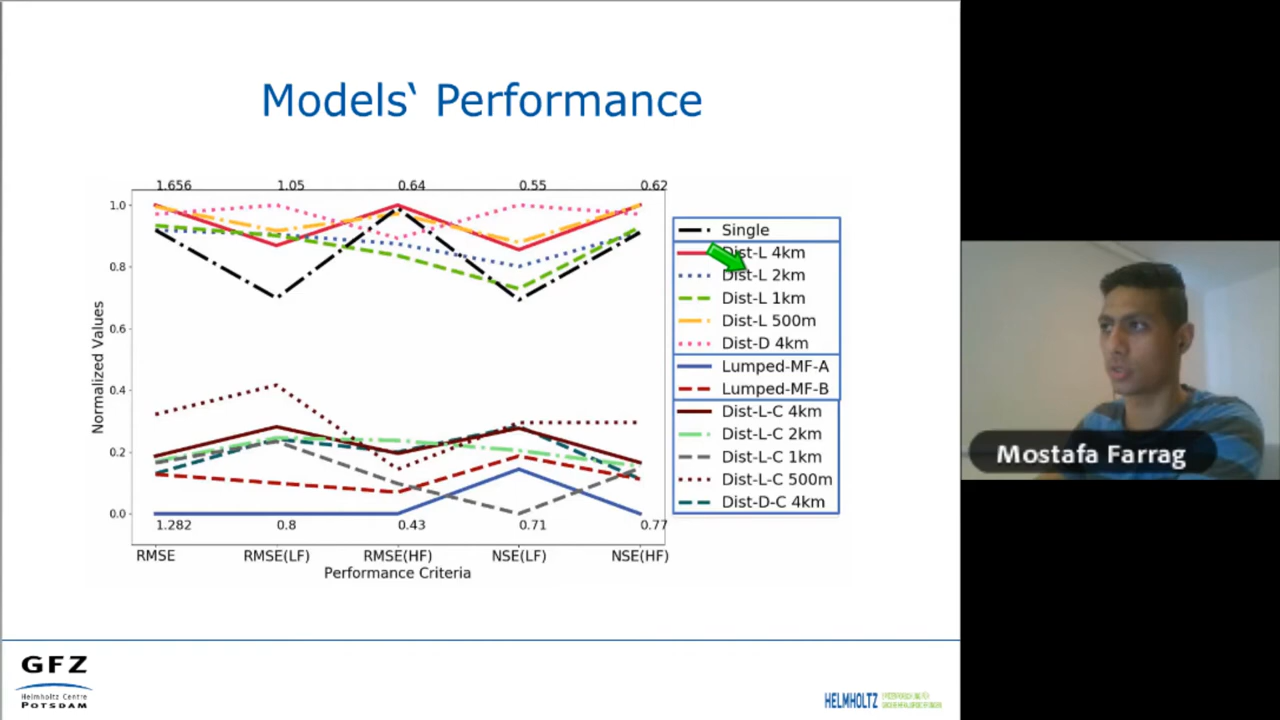 Models‘ Performance
1.656 1.05 0.64 0.55 0.62
1.0
0.8
0.6
0.4
0.2
0.0
Normalized Values
1.282 0.8 0.43 0.71 0.77
RMSE RMSE(LF) RMSE(HF) NSE(LF) NSE(HF)
Performance Criteria
Single
Dist-L 4km
Dist-L 2km
Dist-L 1km
Dist-L 500m
Dist-D 4km
Lumped-MF-A
Lumped-MF-B
Dist-L-C 4km
Dist-L-C 2km
Dist-L-C 1km
Dist-L-C 500m
Dist-D-C 4km
Mostafa Farrag
GFZ
Helmholtz Centre
POTSDAM
HELMHOLTZ